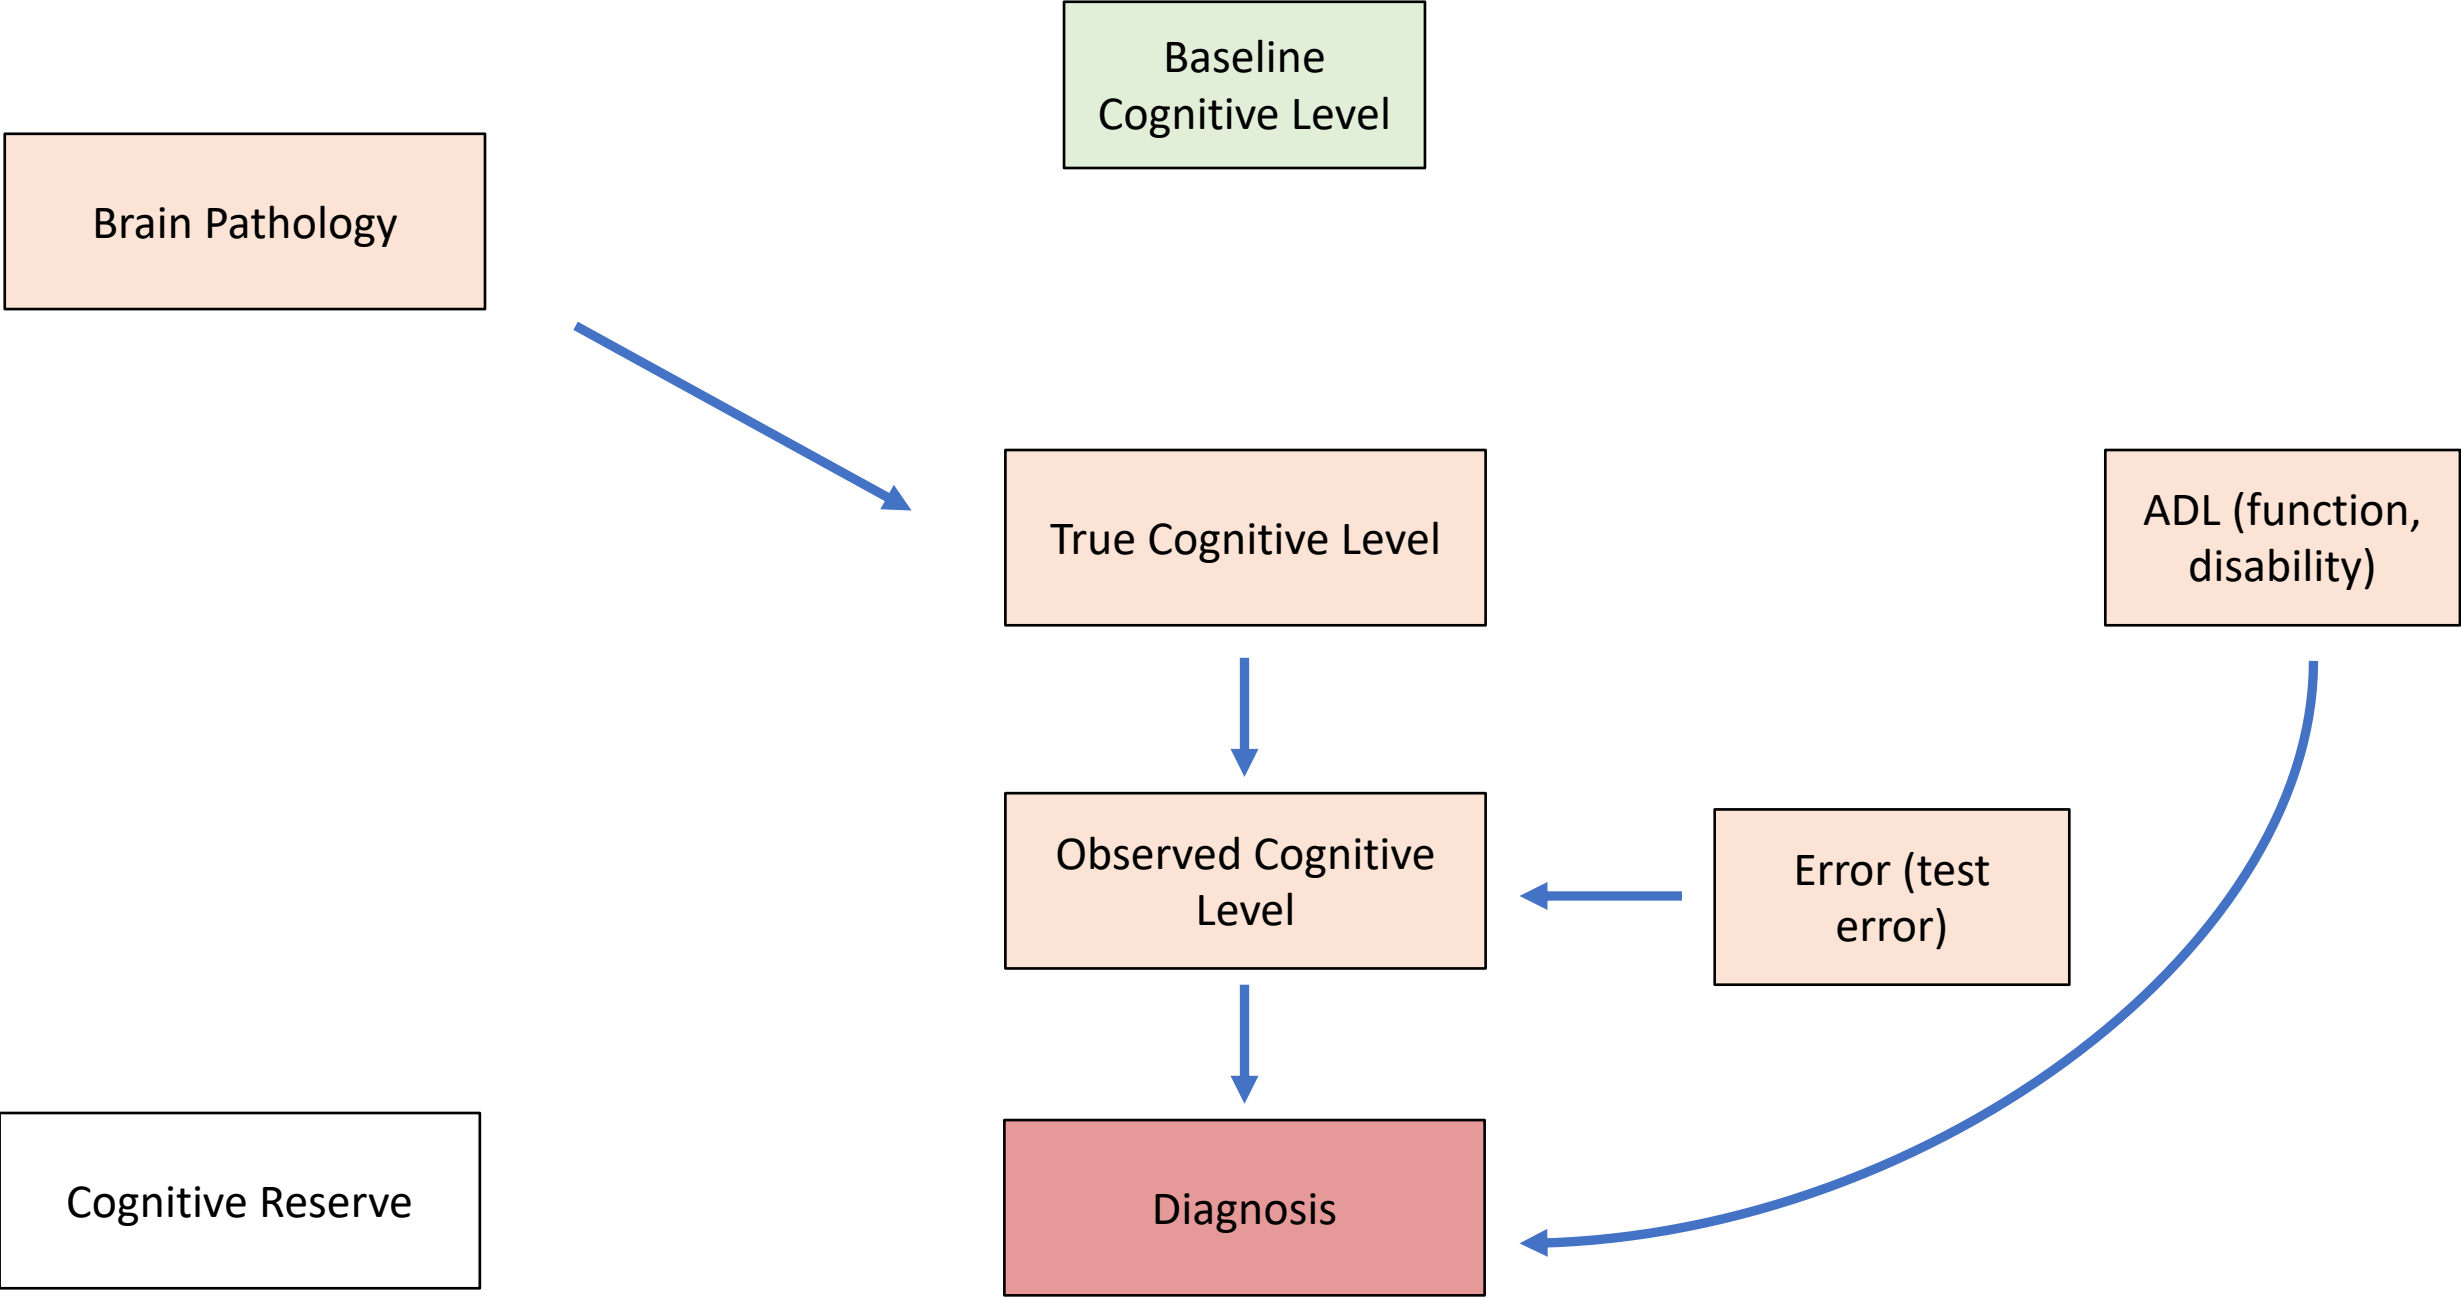 Baseline
Cognitive Level
Brain Pathology
True Cognitive Level
ADL (function,
disability)
Observed Cognitive
Level
Error (test
error)
Cognitive Reserve
Diagnosis